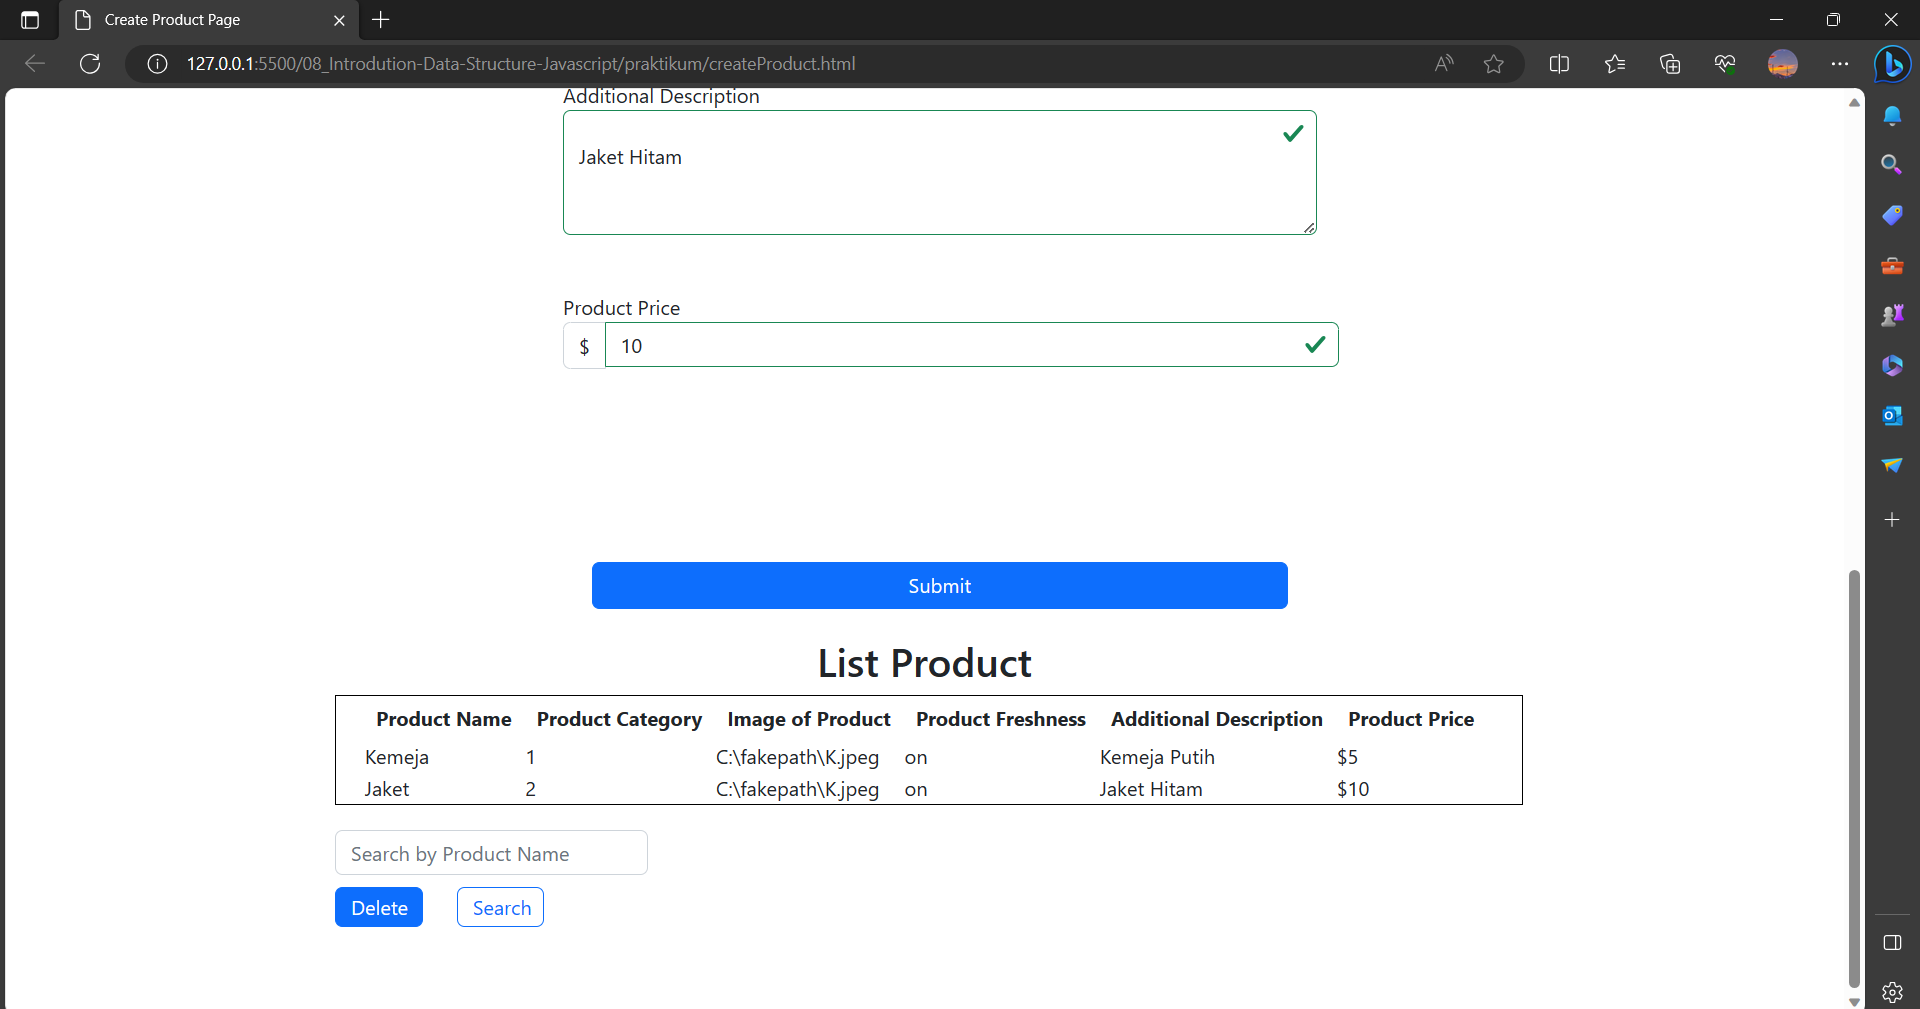 Create Product Page
127.0.0.1:5500/08_Introdution-Data-Structure-Javascript/praktikum/createProduct.html
Additional Description
Jaket Hitam
Product Price
$ 10
Submit
List Product
Product Name Product Category Image of Product Product Freshness Additional Description Product Price
Kemeja 1 C:\fakepath\K.jpeg on Kemeja Putih $5
Jaket 2 C:\fakepath\K.jpeg on Jaket Hitam $10
Search by Product Name
Delete Search